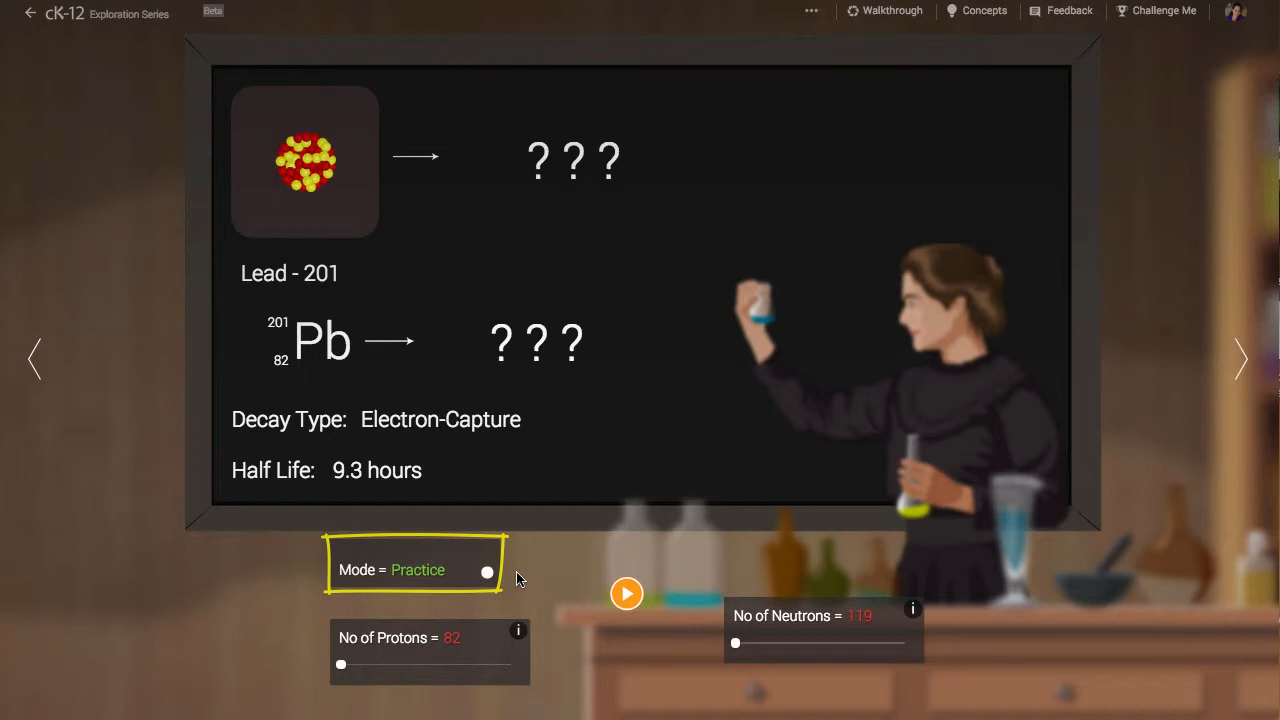 cK-12 Exploration Series Beta ... Walkthrough Concepts Feedback Challenge Me
→ ? ? ?
Lead - 201
201
82 Pb → ? ? ?
Decay Type: Electron-Capture
Half Life: 9.3 hours
Mode = Practice
No of Protons = 82 i
No of Neutrons = 119 i